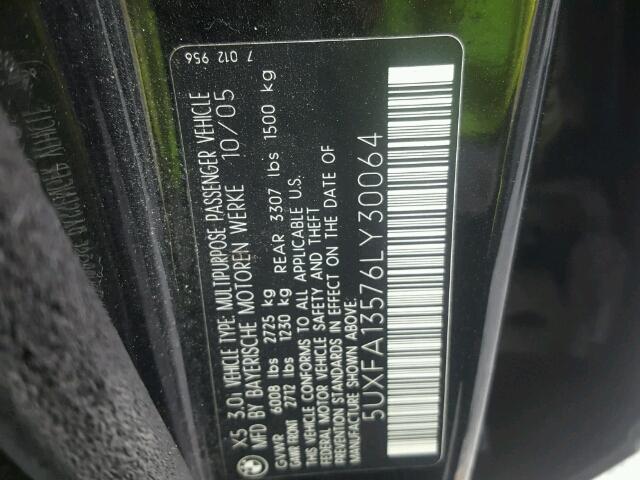 X5 3.0i VEHICLE TYPE: MULTIPURPOSE PASSENGER VEHICLE
MFD BY BAYERISCHE MOTOREN WERKE 10/05
GVWR 6008 lbs 2725 kg
GAWR FRONT 2712 lbs 1230 kg REAR 3307 lbs 1500 kg
THIS VEHICLE CONFORMS TO ALL APPLICABLE U.S.
FEDERAL MOTOR VEHICLE SAFETY AND THEFT
PREVENTION STANDARDS IN EFFECT ON THE DATE OF
MANUFACTURE SHOWN ABOVE.
5UXFA13576LY30064
7 012 956